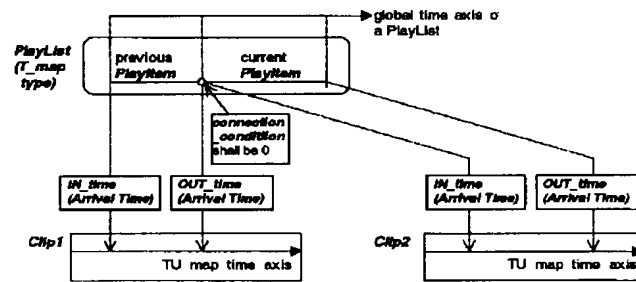 global time axis o
a PlayList
PlayList
(T_map
type)
previous
PlayItem
current
PlayItem
connection
_condition
shall be 0
IN_time
(Arrival Time)
OUT_time
(Arrival Time)
IN_time
(Arrival Time)
OUT_time
(Arrival Time)
Clip1
TU map time axis
Clip2
TU map time axis